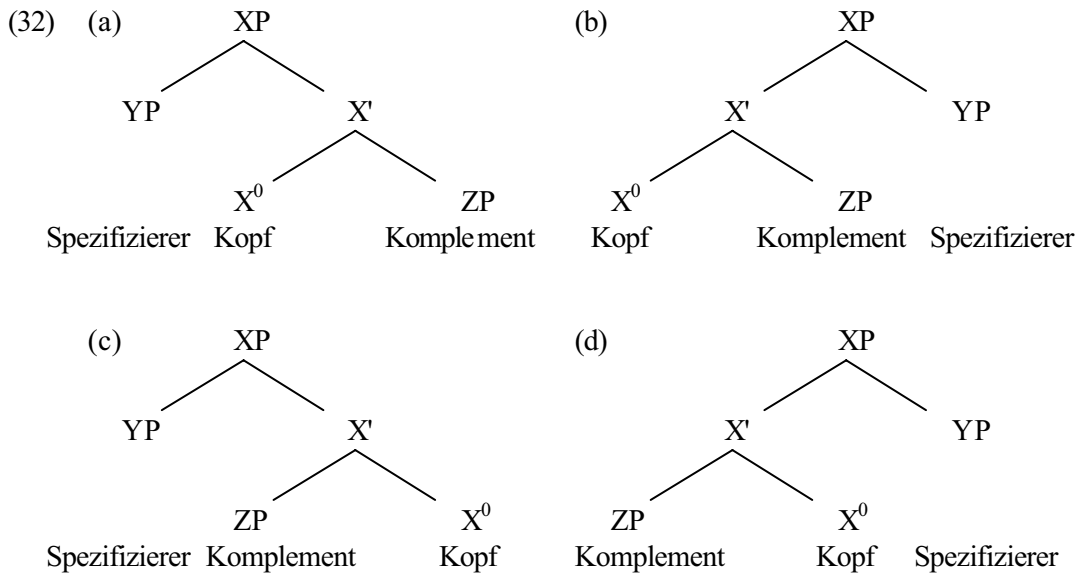 (32) (a) XP (b) XP
YP X' X' YP
X⁰ ZP X⁰ ZP
Spezifizierer Kopf Komplement Kopf Komplement Spezifizierer
(c) XP (d) XP
YP X' X' YP
ZP X⁰ ZP X⁰
Spezifizierer Komplement Kopf Komplement Kopf Spezifizierer